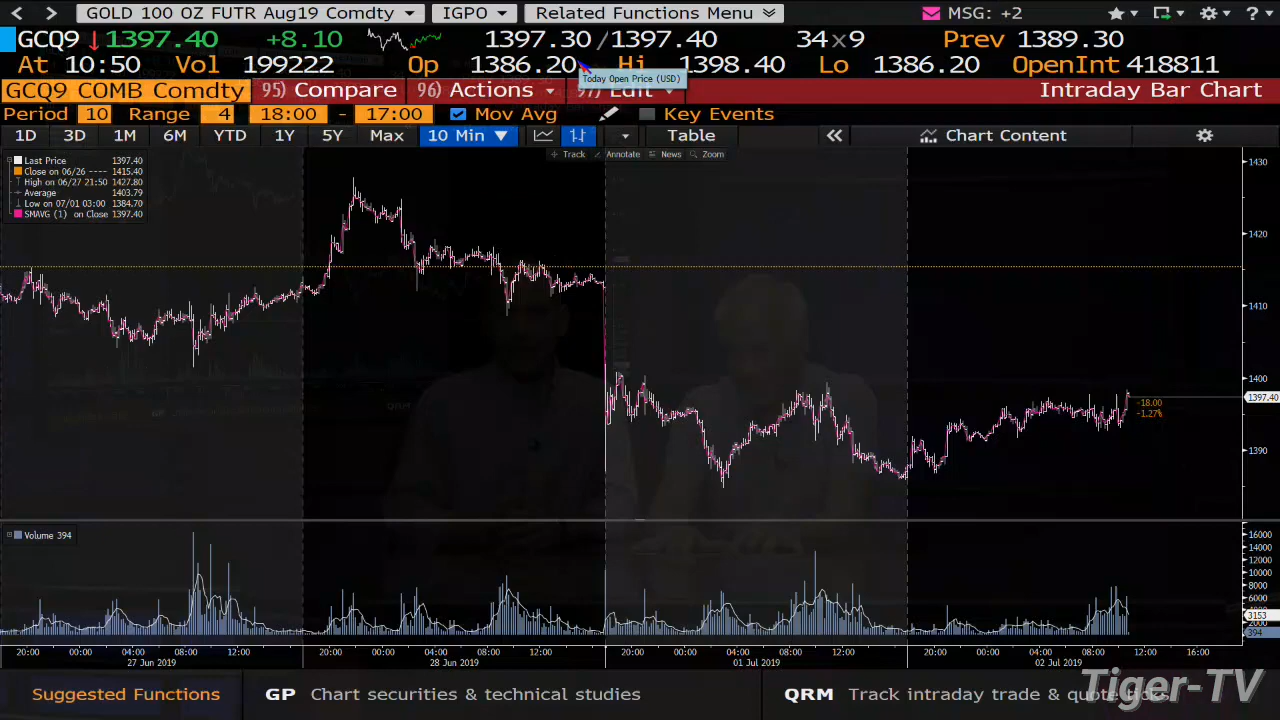 GOLD 100 OZ FUTR Aug19 Comdty IGPO Related Functions Menu MSG: +2
GCQ9 1397.40 +8.10 1397.30 /1397.40 34×9 Prev 1389.30
At 10:50 Vol 199222 Op 1386.20 Hi 1398.40 Lo 1386.20 OpenInt 418811
Today Open Price (USD)
GCQ9 COMB Comdty 95) Compare 96) Actions 97) Edit Intraday Bar Chart
Period 10 Range 4 18:00 - 17:00 Mov Avg Key Events
1D 3D 1M 6M YTD 1Y 5Y Max 10 Min Table Chart Content
Track Annotate News Zoom
Last Price 1397.40
Close on 06/26 ---- 1415.40
High on 06/27 21:50 1427.80
Average 1403.79
Low on 07/01 03:00 1384.70
SMAVG (1) on Close 1397.40
1430
1420
1410
1400
1397.40
-18.00
-1.27%
1390
Volume 394
16000
14000
12000
10000
8000
6000
3153
2000
394
20:00 00:00 04:00 08:00 12:00 20:00 00:00 04:00 08:00 12:00 20:00 00:00 04:00 08:00 12:00 20:00 00:00 04:00 08:00 12:00 16:00
27 Jun 2019 28 Jun 2019 01 Jul 2019 02 Jul 2019
Suggested Functions GP Chart securities & technical studies QRM Track intraday trade & quote ticks
Tiger-TV